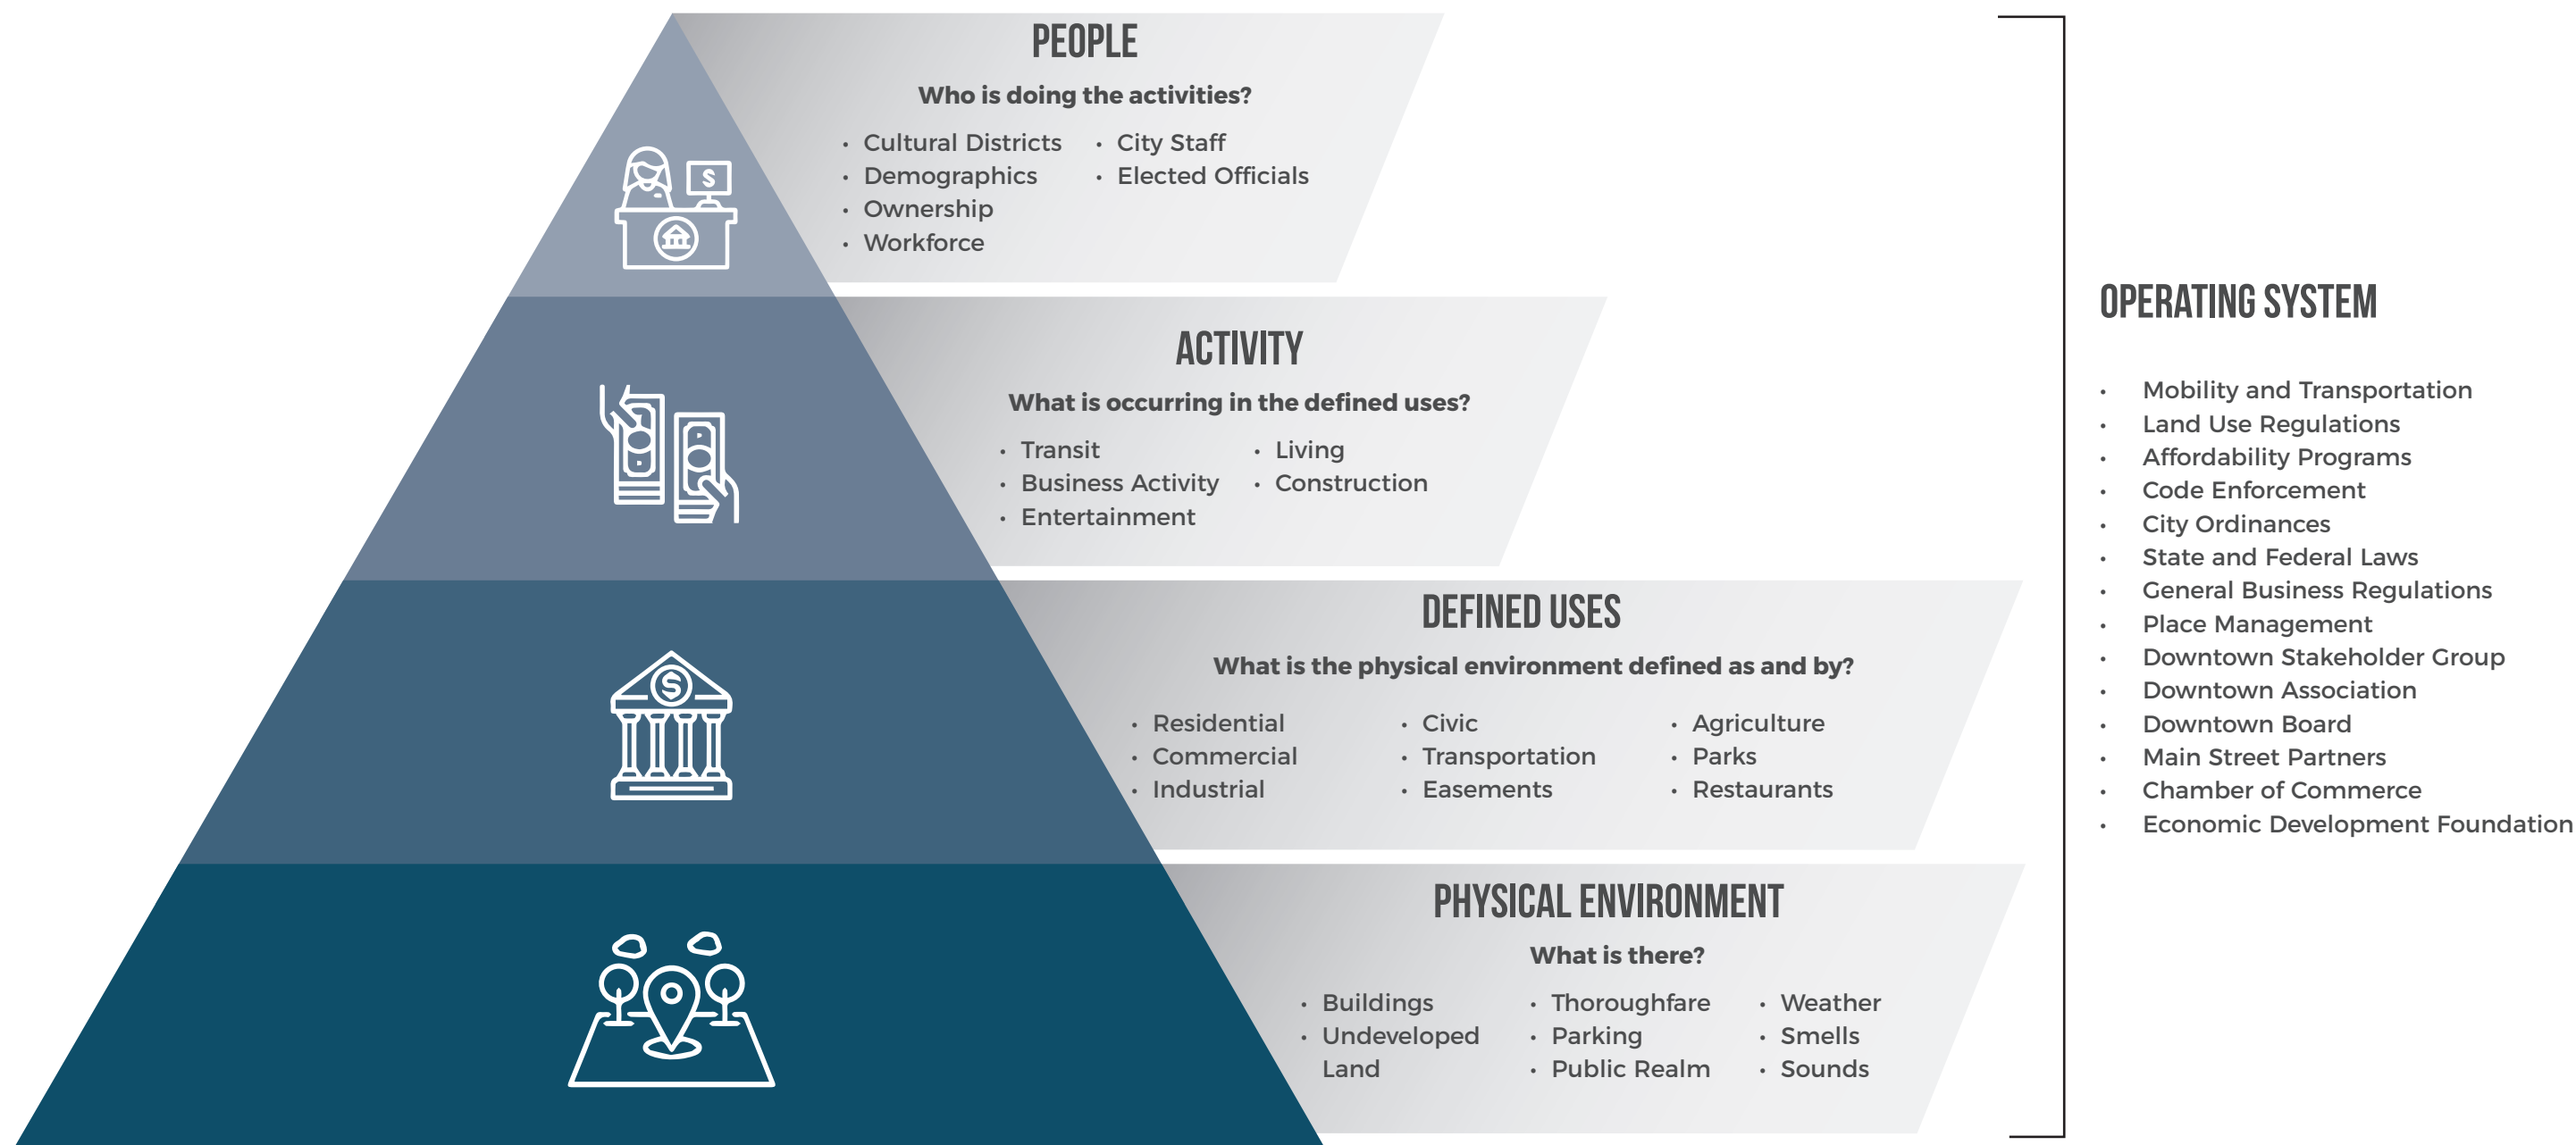 PEOPLE
Who is doing the activities?
• Cultural Districts
• Demographics
• Ownership
• Workforce
• City Staff
• Elected Officials
$
ACTIVITY
What is occurring in the defined uses?
• Transit
• Business Activity
• Entertainment
• Living
• Construction
DEFINED USES
What is the physical environment defined as and by?
• Residential
• Commercial
• Industrial
• Civic
• Transportation
• Easements
• Agriculture
• Parks
• Restaurants
$
PHYSICAL ENVIRONMENT
What is there?
• Buildings
• Undeveloped
Land
• Thoroughfare
• Parking
• Public Realm
• Weather
• Smells
• Sounds
OPERATING SYSTEM
• Mobility and Transportation
• Land Use Regulations
• Affordability Programs
• Code Enforcement
• City Ordinances
• State and Federal Laws
• General Business Regulations
• Place Management
• Downtown Stakeholder Group
• Downtown Association
• Downtown Board
• Main Street Partners
• Chamber of Commerce
• Economic Development Foundation